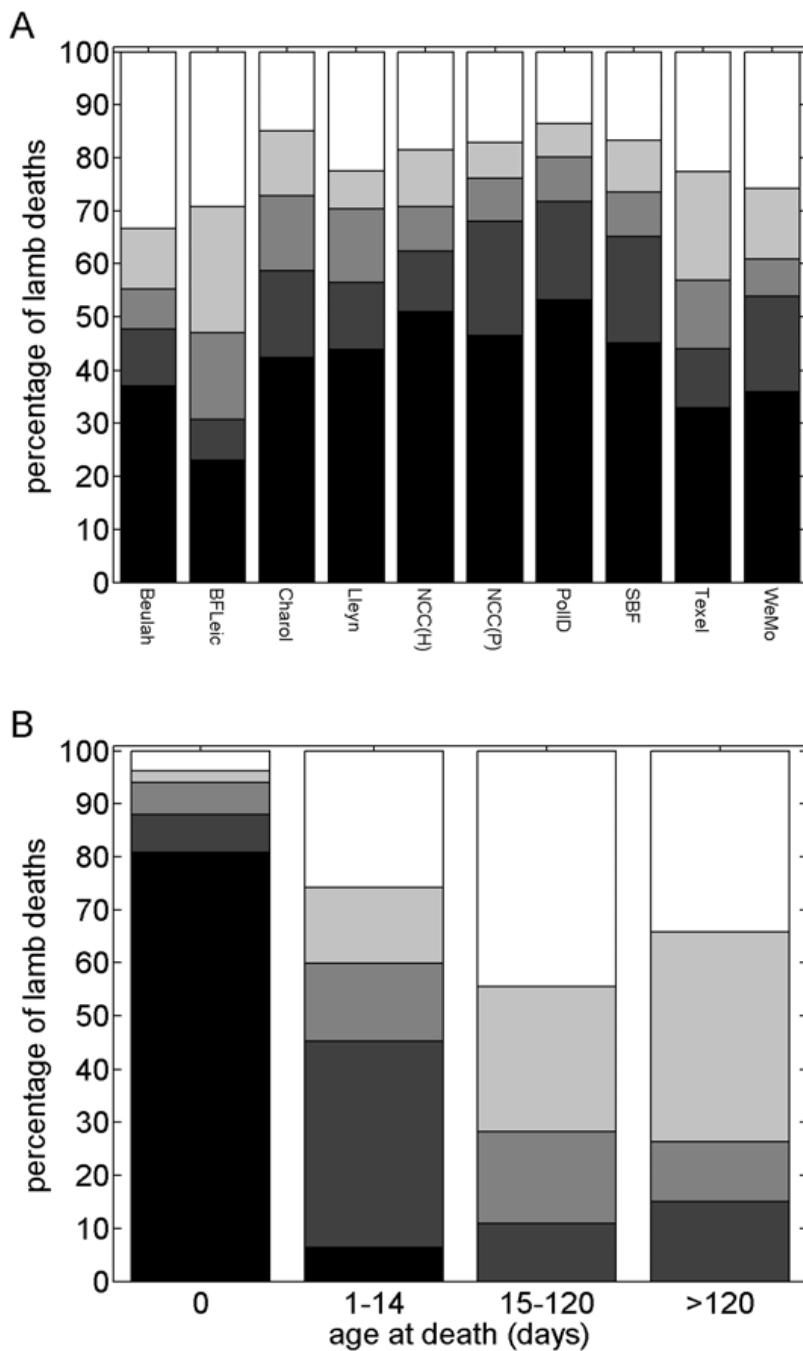 A
100
90
80
70
60
50
40
30
20
10
0
percentage of lamb deaths
Beulah
BFLeic
Charol
Lleyn
NCC(H)
NCC(P)
PollD
SBF
Texel
WeMo
B
100
90
80
70
60
50
40
30
20
10
0
percentage of lamb deaths
0 1-14 15-120 >120
age at death (days)